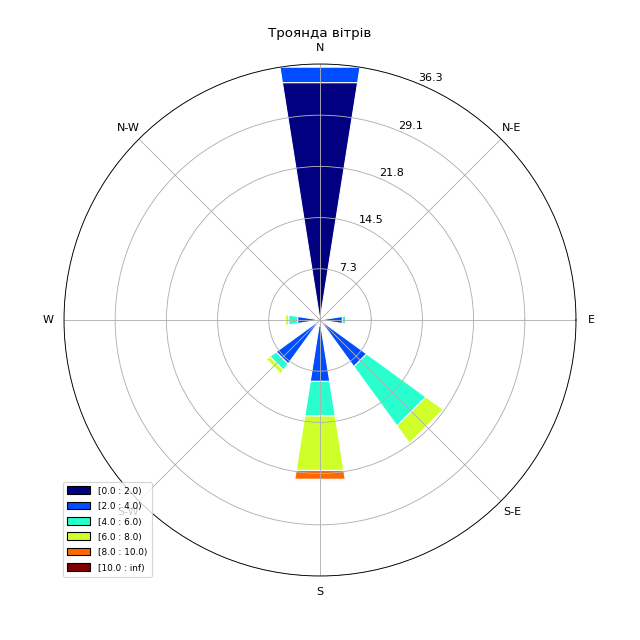 Троянда вітрів
N
36.3
N-W
N-E
29.1
21.8
14.5
7.3
W
E
[0.0 : 2.0)
[2.0 : 4.0)
S-W
S-E
[4.0 : 6.0)
[6.0 : 8.0)
[8.0 : 10.0)
[10.0 : inf)
S